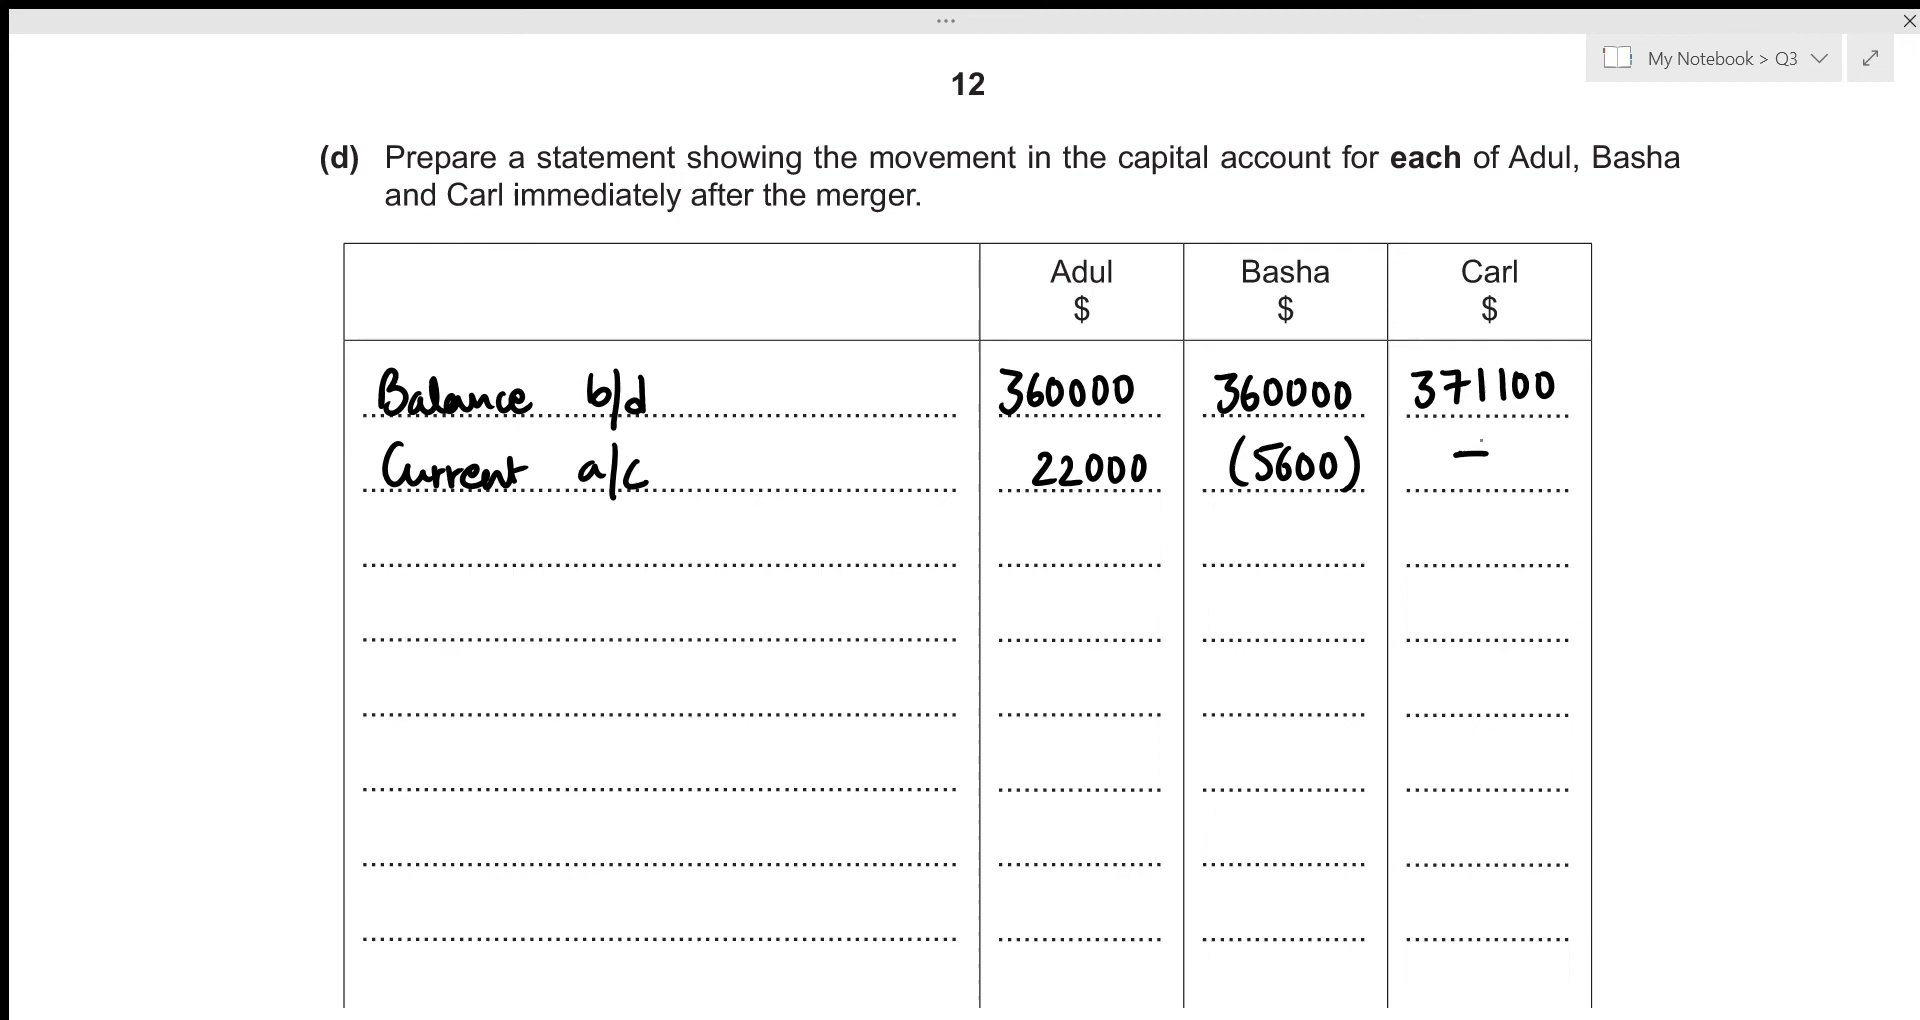 My Notebook > Q3
12
(d) Prepare a statement showing the movement in the capital account for each of Adul, Basha
and Carl immediately after the merger.
Adul Basha Carl
$ $ $
Balance b/d 360000 360000 371100
Current a/c 22000 (5600) –